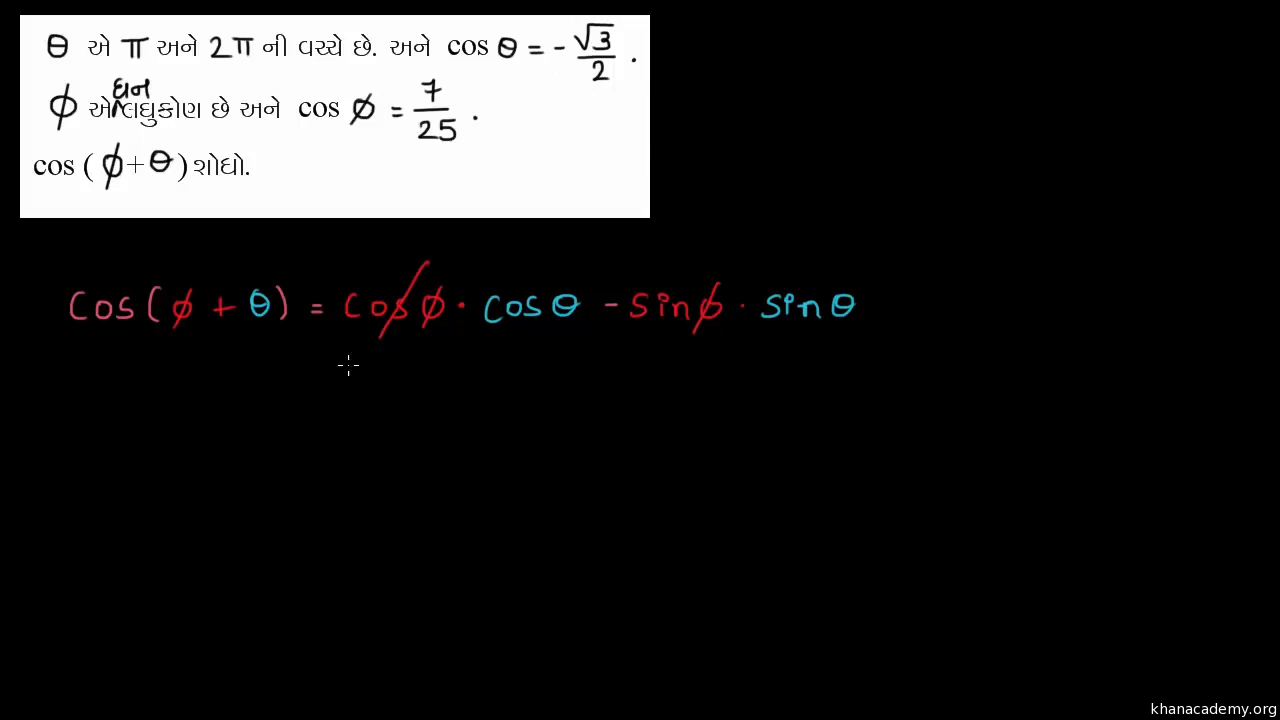 θ એ π અને 2π ની વચ્ચે છે. અને cos θ = - √3/2 .
ϕ એ ઘન લઘુકોણ છે અને cos ϕ = 7/25 .
cos ( ϕ + θ ) શોધો.
Cos ( ϕ + θ ) = cos ϕ · cos θ - sin ϕ · sin θ
khanacademy.org